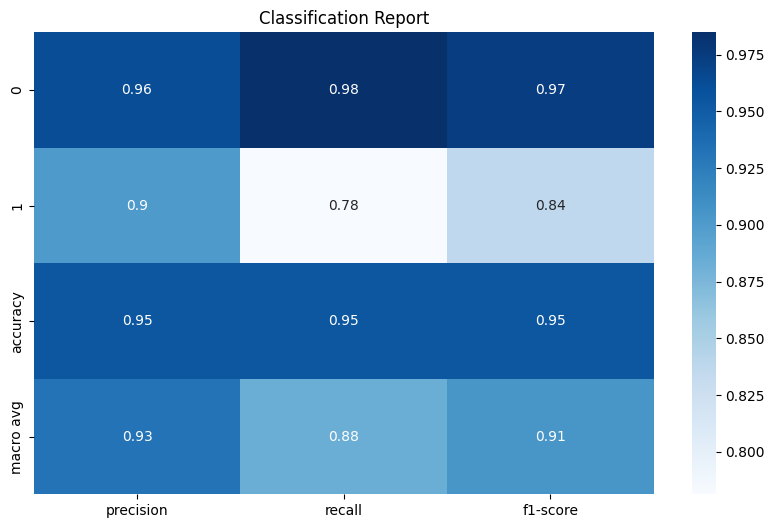 Classification Report
0 0.96 0.98 0.97
1 0.9 0.78 0.84
accuracy 0.95 0.95 0.95
macro avg 0.93 0.88 0.91
precision recall f1-score
0.975
0.950
0.925
0.900
0.875
0.850
0.825
0.800